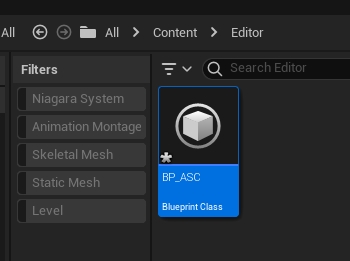 All All Content Editor
Filters Search Editor
Niagara System
Animation Montage
Skeletal Mesh
Static Mesh
Level
BP_ASC
Blueprint Class